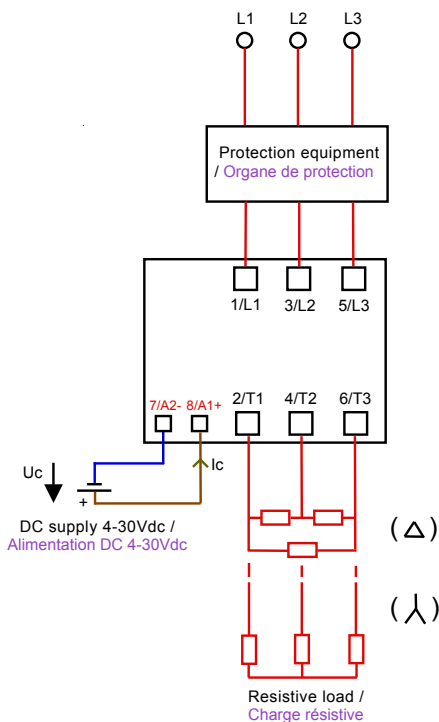 L1 L2 L3
Protection equipment
/ Organe de protection
1/L1 3/L2 5/L3
7/A2- 8/A1+ 2/T1 4/T2 6/T3
Uc
Ic
+
DC supply 4-30Vdc /
Alimentation DC 4-30Vdc
Resistive load /
Charge résistive